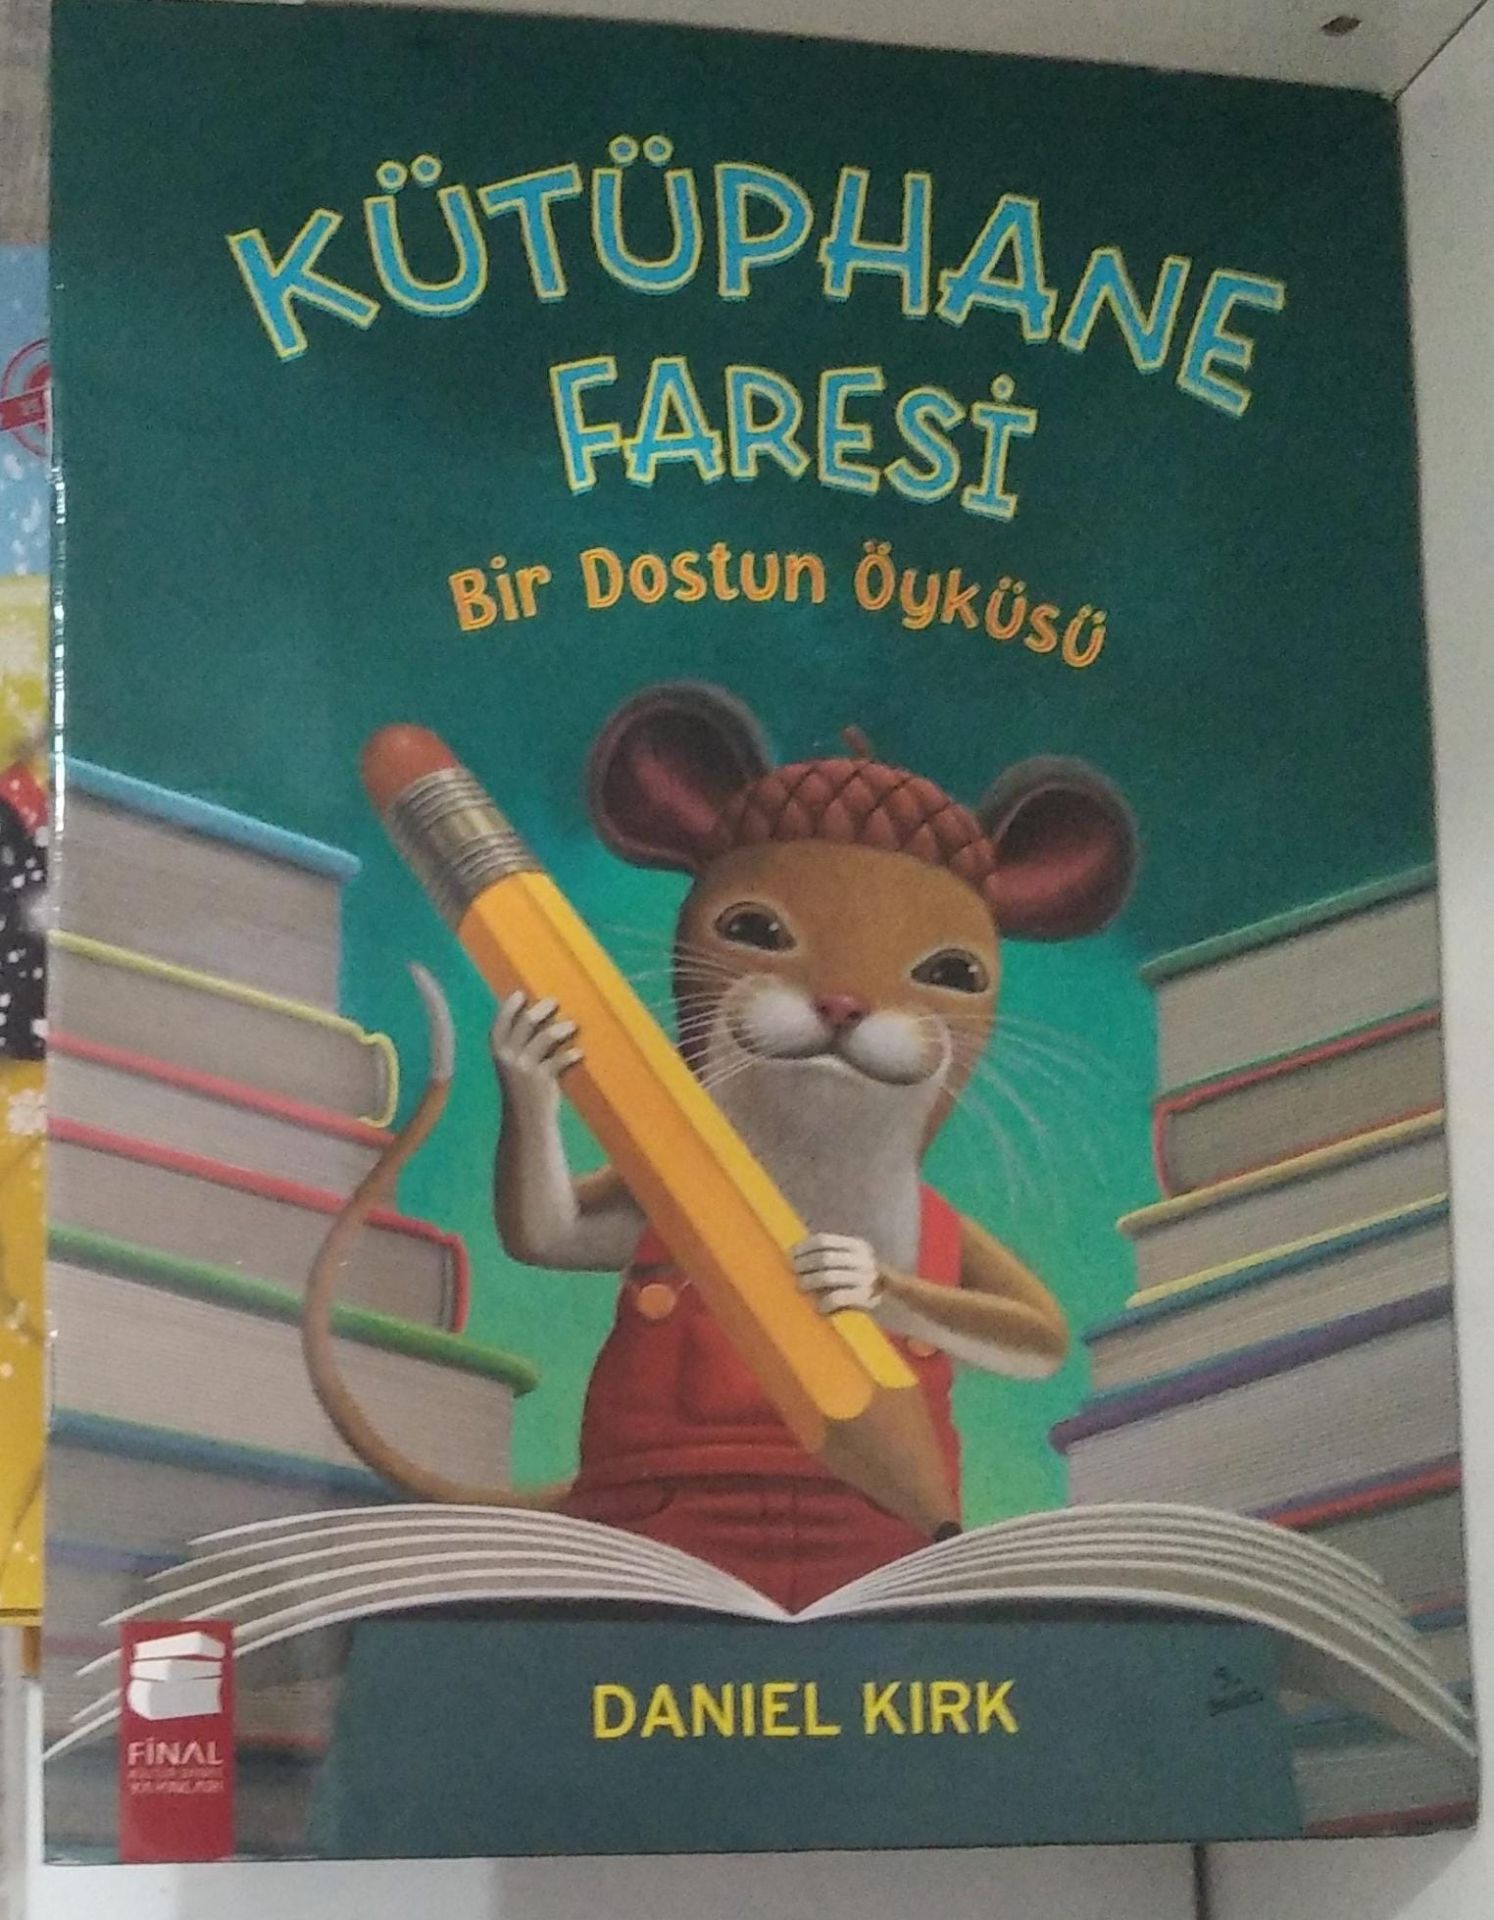 KÜTÜPHANE
FARESİ
Bir Dostun Öyküsü
DANIEL KIRK
FİNAL